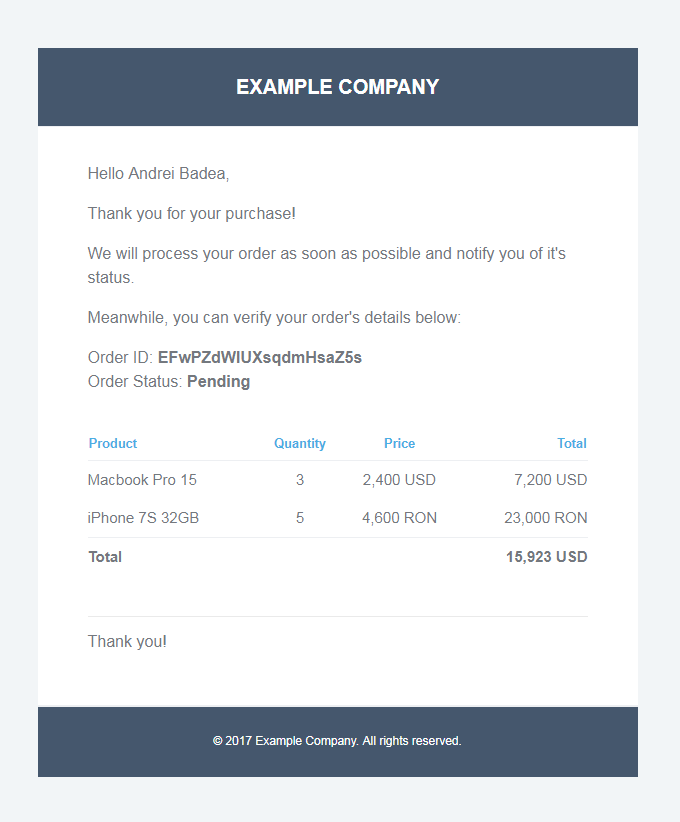 EXAMPLE COMPANY
Hello Andrei Badea,
Thank you for your purchase!
We will process your order as soon as possible and notify you of it's
status.
Meanwhile, you can verify your order's details below:
Order ID: EFwPZdWIUXsqdmHsaZ5s
Order Status: Pending
Product Quantity Price Total
Macbook Pro 15 3 2,400 USD 7,200 USD
iPhone 7S 32GB 5 4,600 RON 23,000 RON
Total 15,923 USD
Thank you!
© 2017 Example Company. All rights reserved.